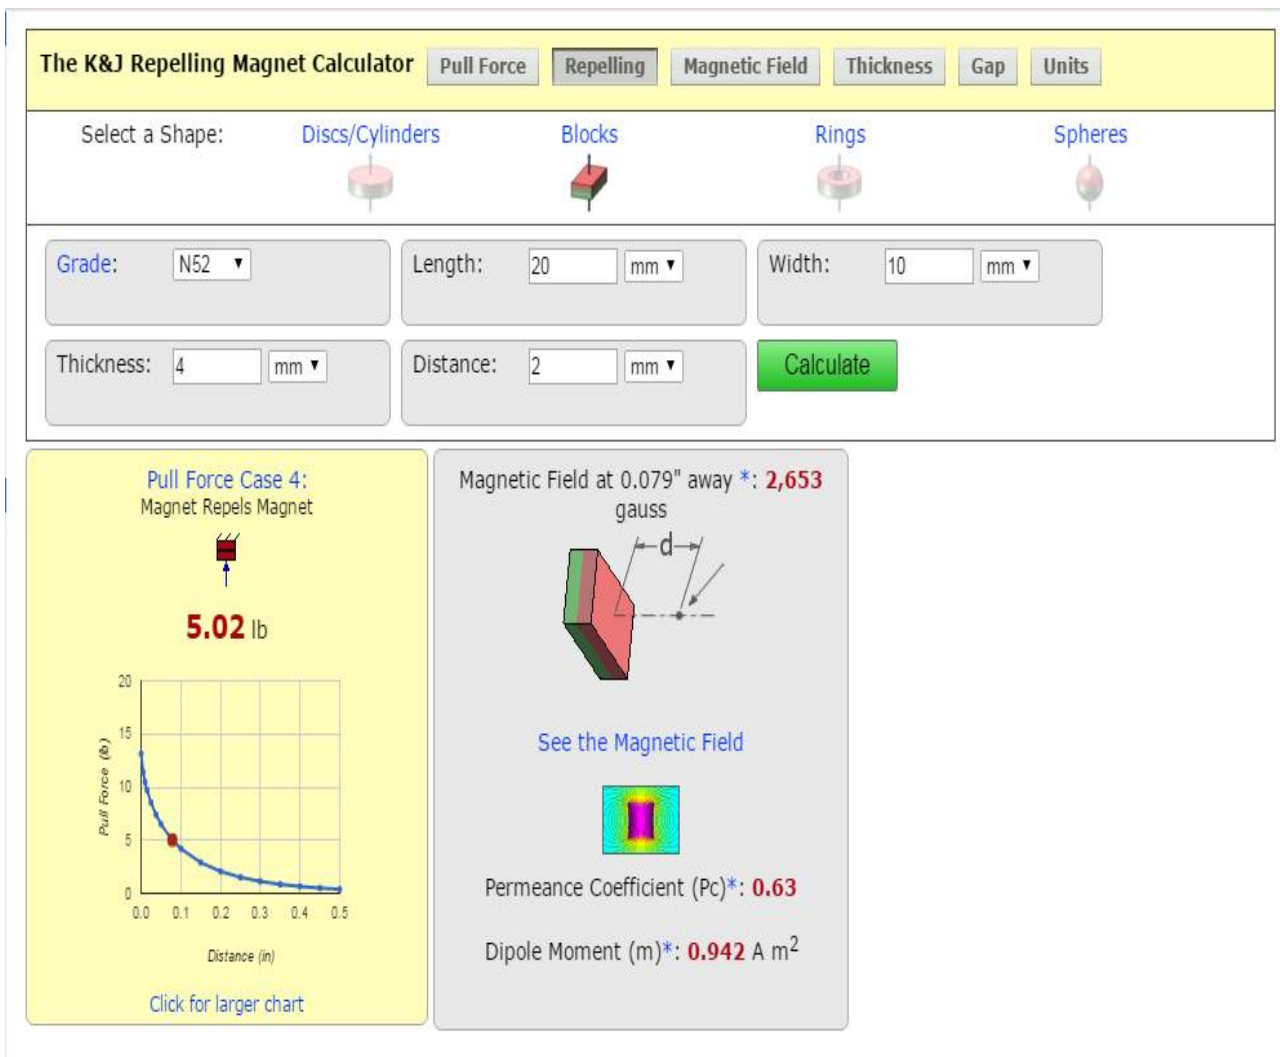 The K&J Repelling Magnet Calculator Pull Force Repelling Magnetic Field Thickness Gap Units
Select a Shape: Discs/Cylinders Blocks Rings Spheres
Grade: N52 Length: 20 mm Width: 10 mm
Thickness: 4 mm Distance: 2 mm Calculate
Pull Force Case 4:
Magnet Repels Magnet
5.02 lb
20
15
10
5
0
Pull Force (lb)
0.0 0.1 0.2 0.3 0.4 0.5
Distance (in)
Click for larger chart
Magnetic Field at 0.079" away *: 2,653
gauss
d
See the Magnetic Field
Permeance Coefficient (Pc)*: 0.63
Dipole Moment (m)*: 0.942 A m²